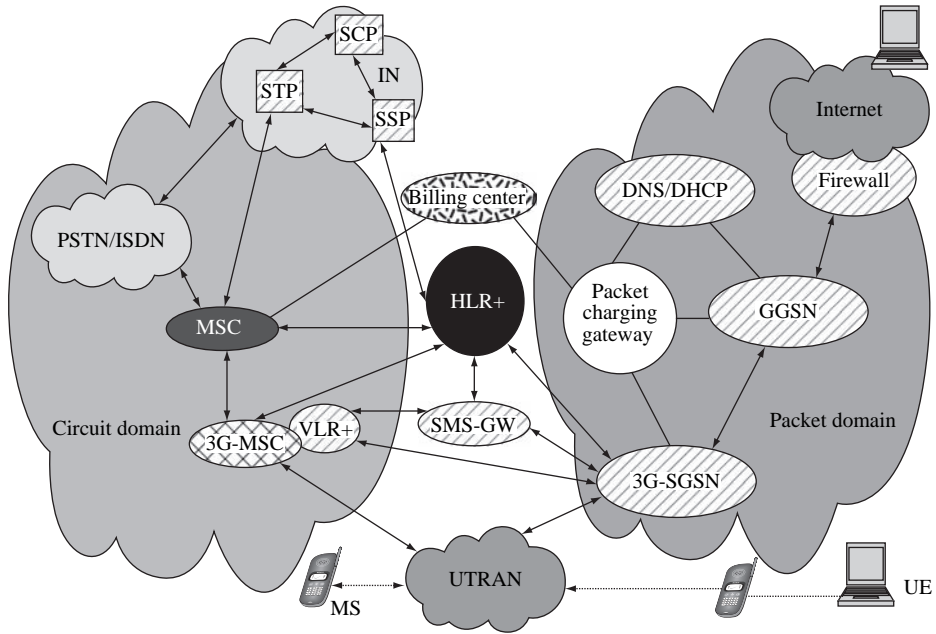 SCP
IN
STP
SSP
Internet
Billing center
DNS/DHCP
Firewall
PSTN/ISDN
HLR+
Packet
charging
gateway
GGSN
MSC
Circuit domain
3G-MSC
VLR+
SMS-GW
Packet domain
3G-SGSN
UTRAN
MS
UE